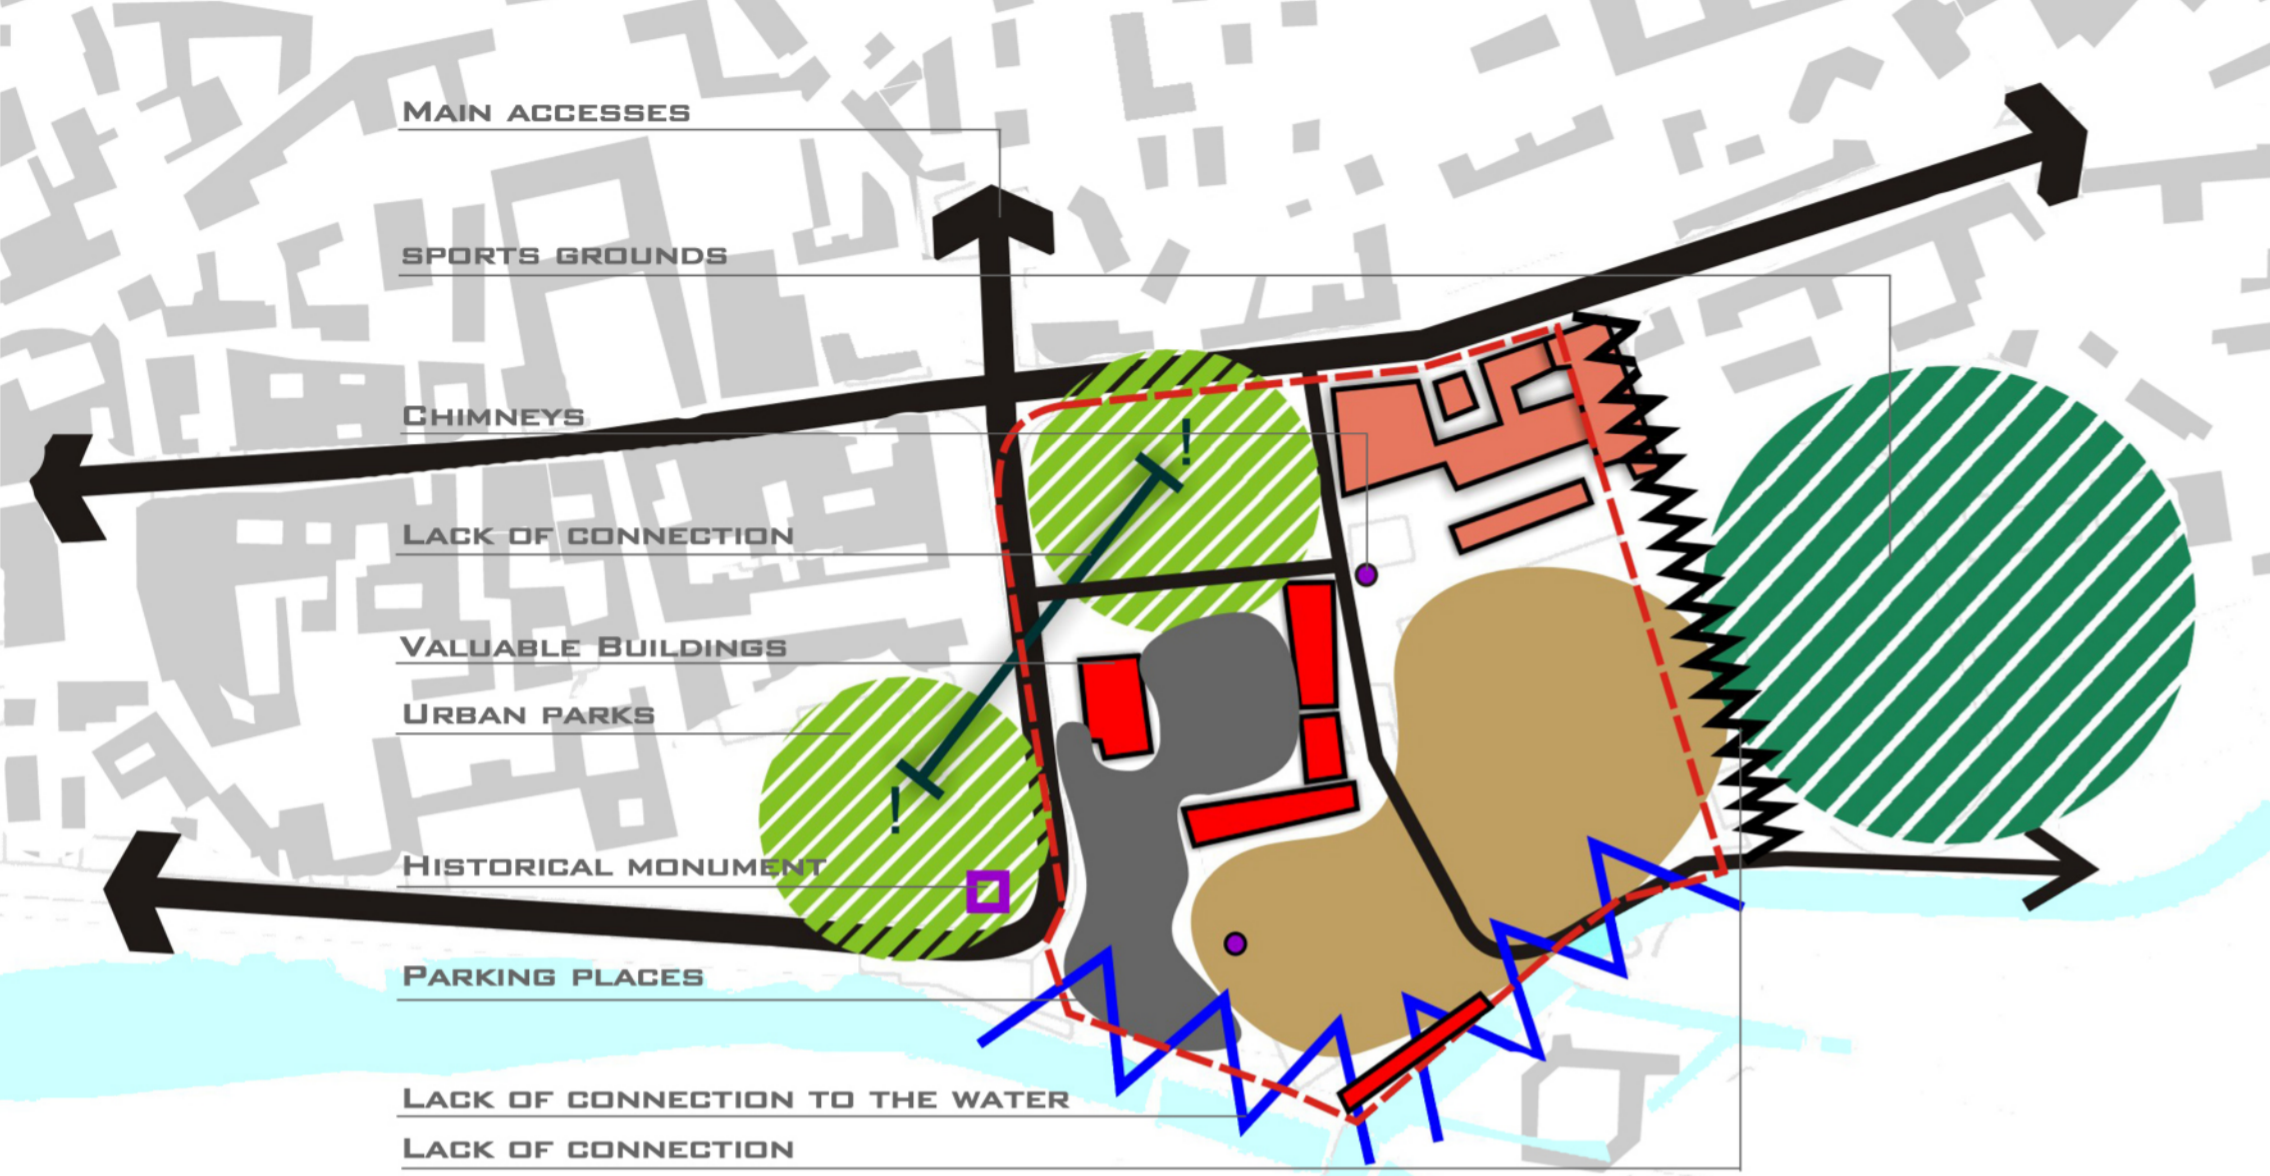 MAIN ACCESSES
SPORTS GROUNDS
CHIMNEYS
!
LACK OF CONNECTION
VALUABLE BUILDINGS
URBAN PARKS
!
HISTORICAL MONUMENT
PARKING PLACES
LACK OF CONNECTION TO THE WATER
LACK OF CONNECTION